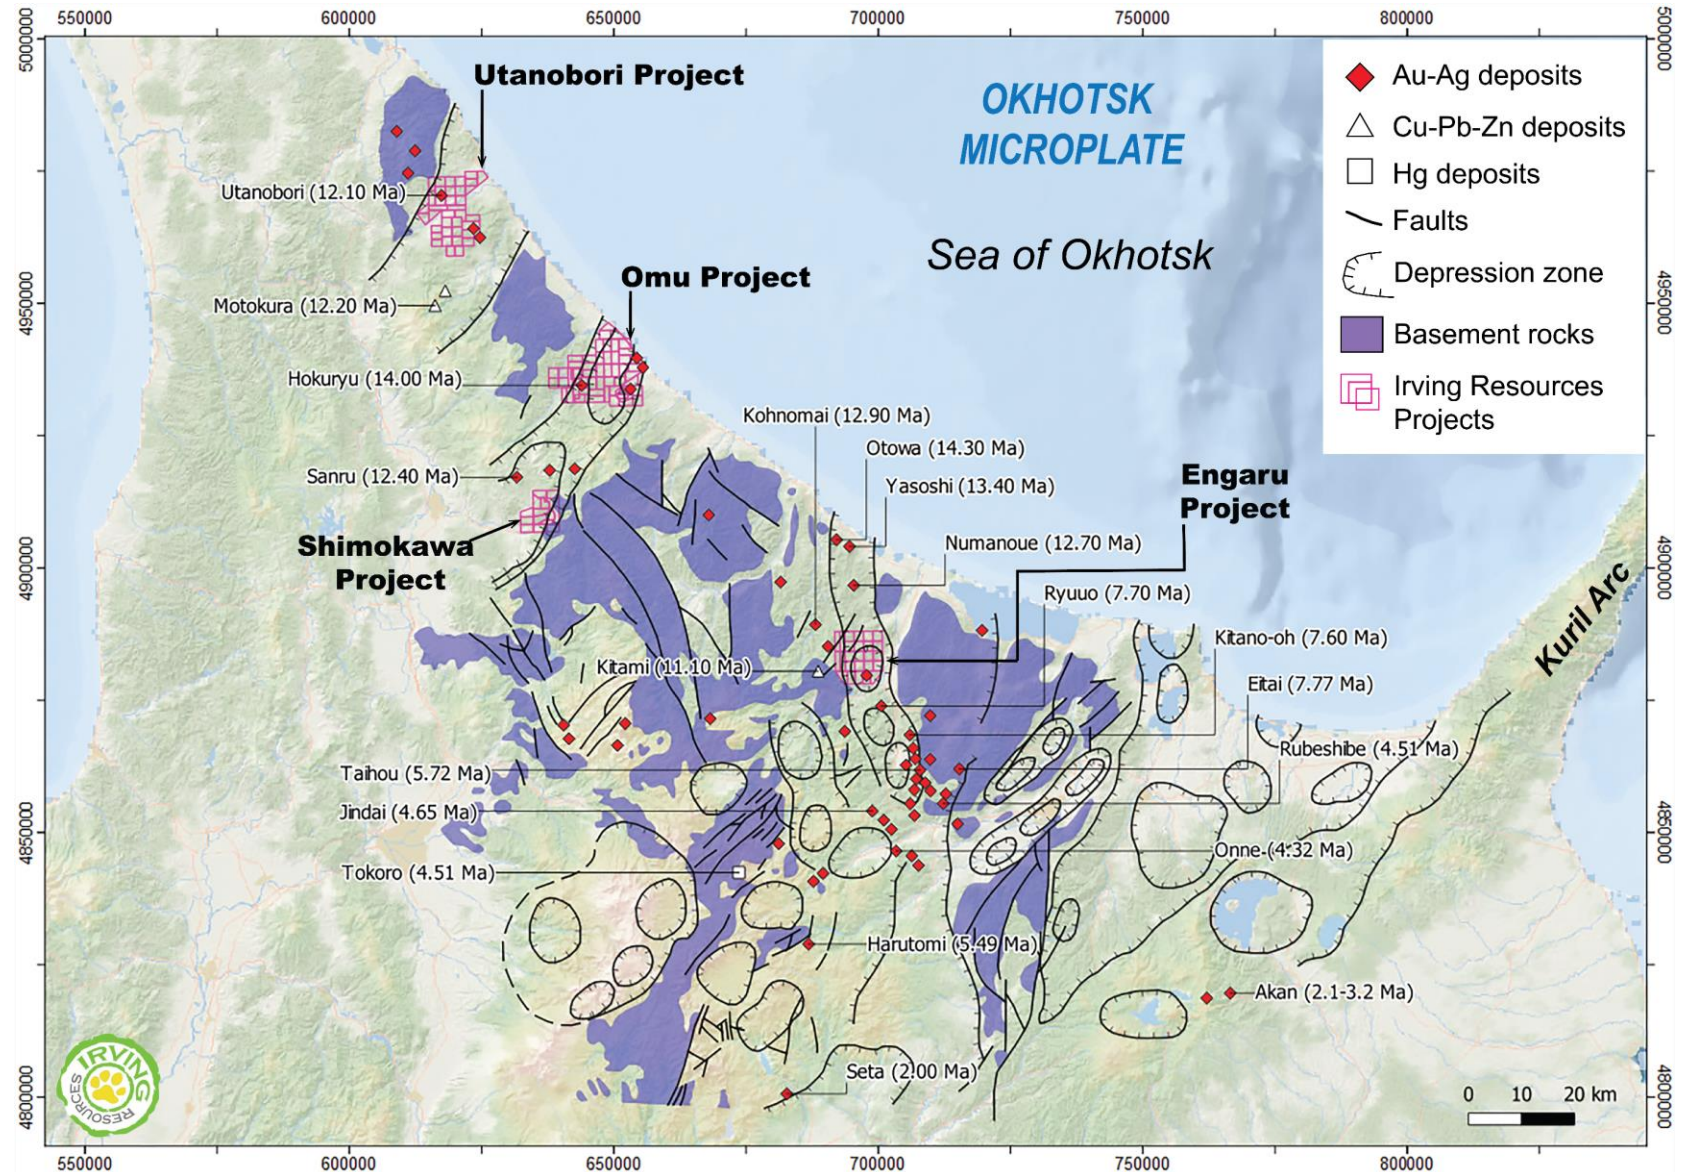 550000
600000
650000
700000
750000
800000
5000000
5000000
Utanobori Project
OKHOTSK
MICROPLATE
Au-Ag deposits
Cu-Pb-Zn deposits
Hg deposits
Faults
Depression zone
Basement rocks
Irving Resources
Projects
Utanobori (12.10 Ma)
Sea of Okhotsk
Omu Project
Motokura (12.20 Ma)
4950000
4950000
Hokuryu (14.00 Ma)
Kohnomai (12.90 Ma)
Otowa (14.30 Ma)
Sanru (12.40 Ma)
Yasoshi (13.40 Ma)
Engaru
Project
Shimokawa
Project
Numanoue (12.70 Ma)
4900000
4900000
Ryuuo (7.70 Ma)
Kuril Arc
Kitano-oh (7.60 Ma)
Kitami (11.10 Ma)
Eitai (7.77 Ma)
Rubeshibe (4.51 Ma)
Taihou (5.72 Ma)
Jindai (4.65 Ma)
4850000
4850000
Onne-(4.32 Ma)
Tokoro (4.51 Ma)
Harutomi (5.49 Ma)
Akan (2.1-3.2 Ma)
Seta (2.00 Ma)
4800000
4800000
IRVING
RESOURCES
0 10 20 km
550000
600000
650000
700000
750000
800000